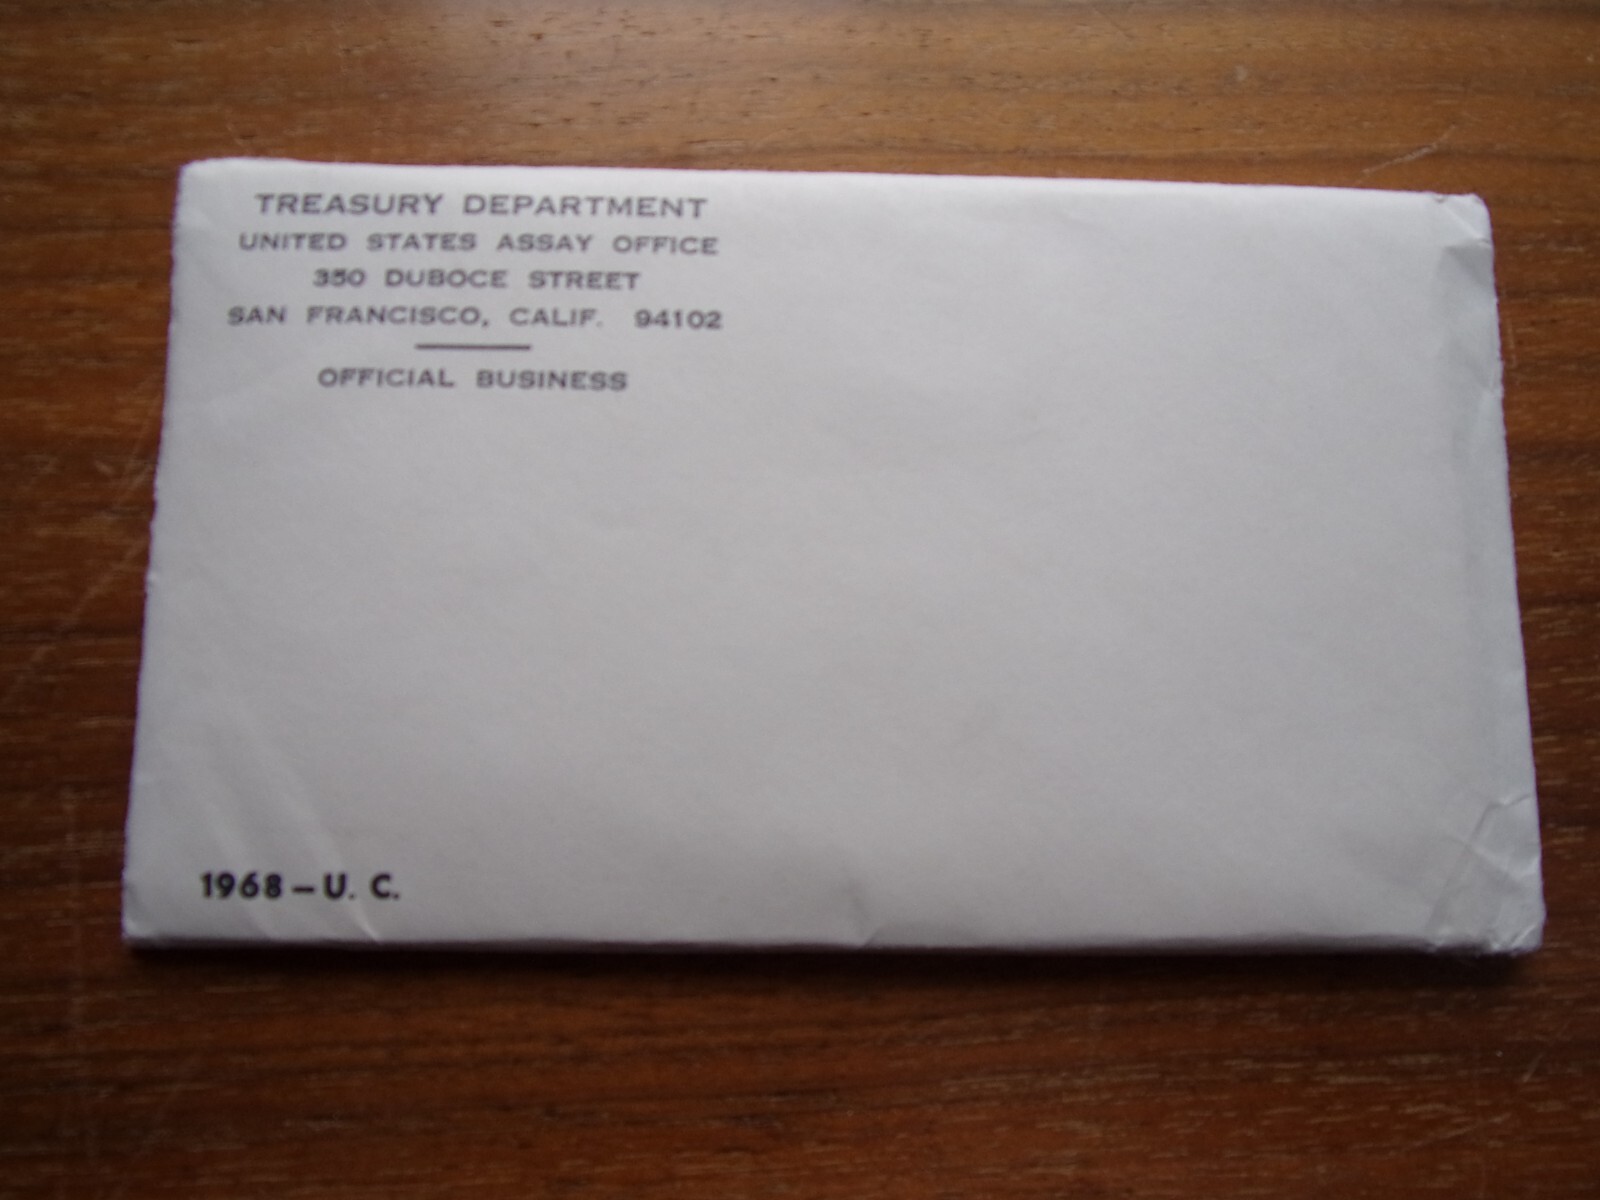 TREASURY DEPARTMENT
UNITED STATES ASSAY OFFICE
350 DUBOCE STREET
SAN FRANCISCO, CALIF. 94102
OFFICIAL BUSINESS
1968 – U. C.